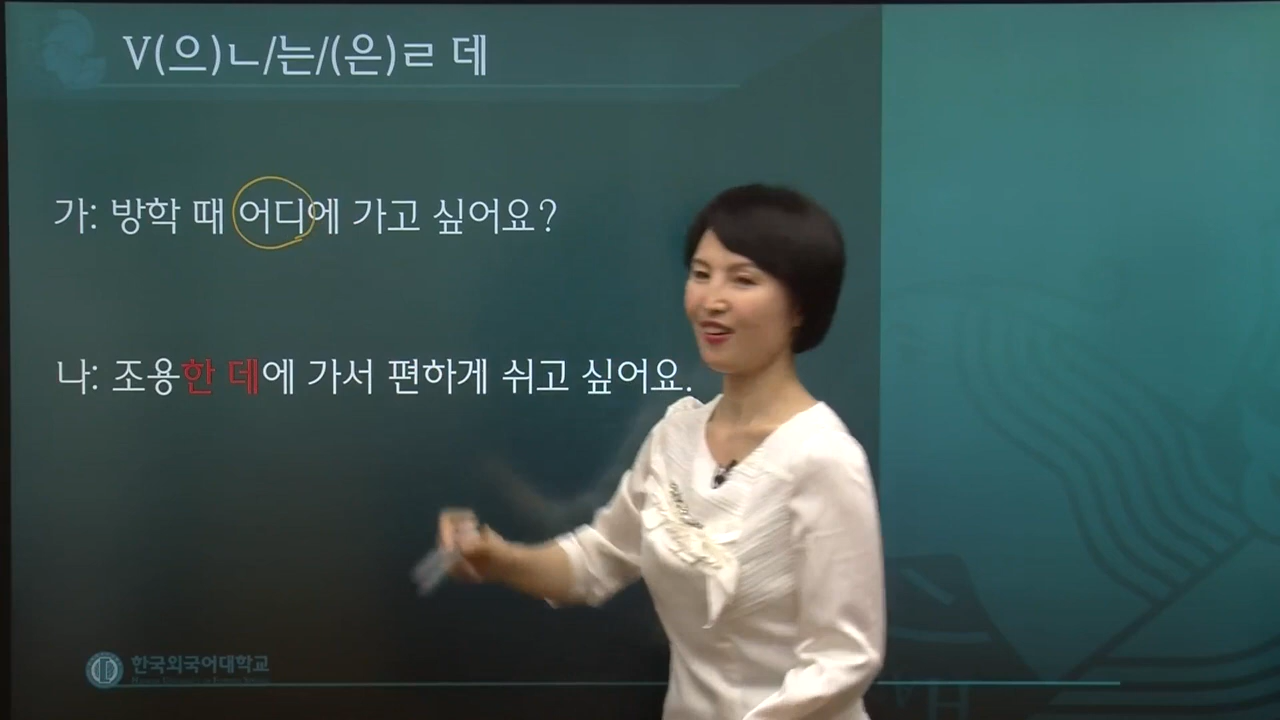 V(으)ㄴ/는/(은)ㄹ 데
가: 방학 때 어디에 가고 싶어요?
나: 조용한 데에 가서 편하게 쉬고 싶어요.
한국외국어대학교